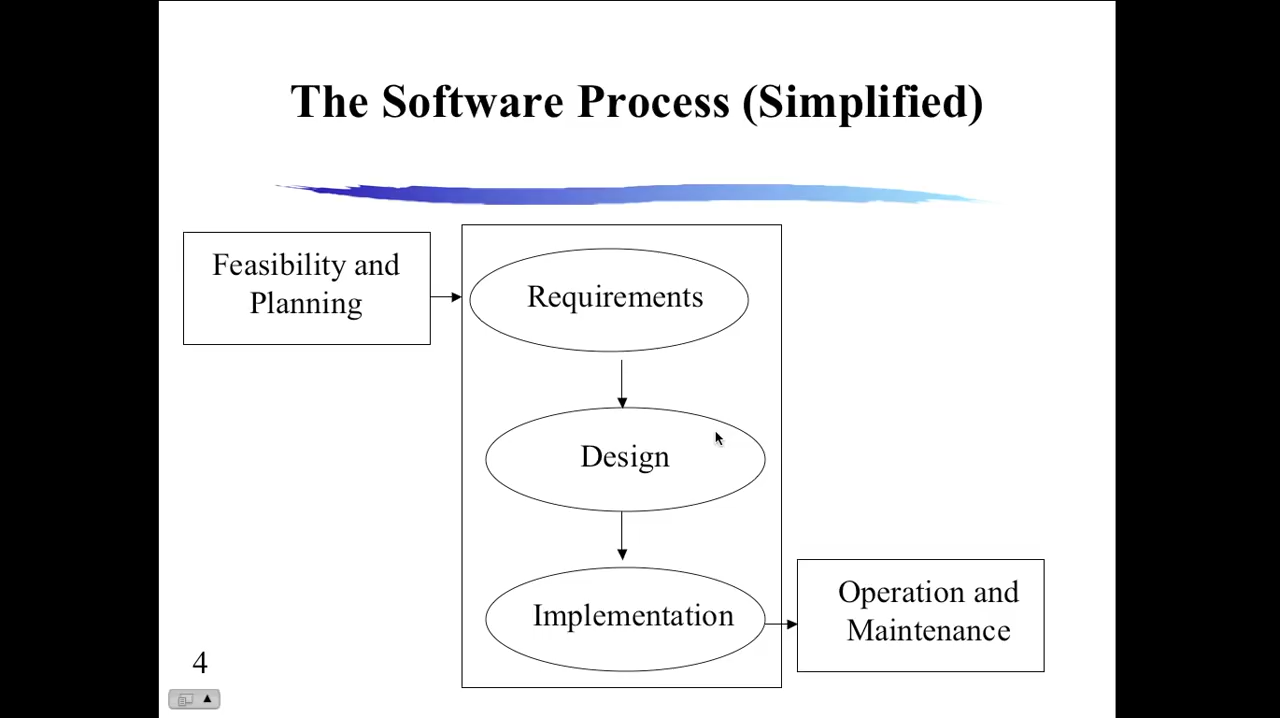 The Software Process (Simplified)
Feasibility and
Planning
Requirements
Design
Implementation
Operation and
Maintenance
4